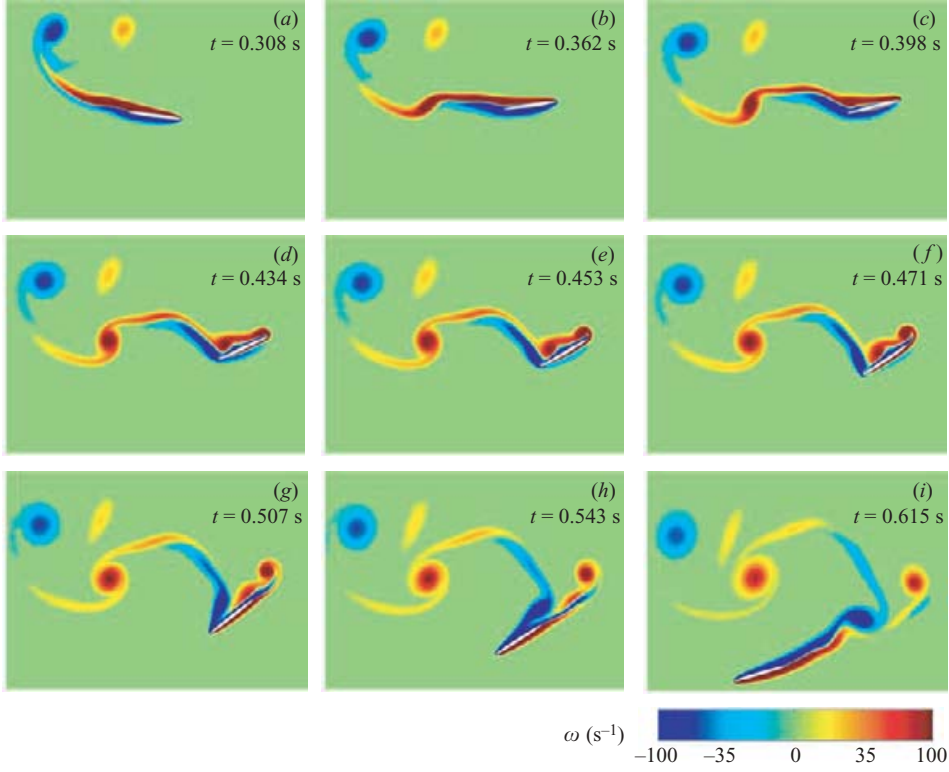 (a)
t = 0.308 s
(b)
t = 0.362 s
(c)
t = 0.398 s
(d)
t = 0.434 s
(e)
t = 0.453 s
(f)
t = 0.471 s
(g)
t = 0.507 s
(h)
t = 0.543 s
(i)
t = 0.615 s
ω (s⁻¹)
−100 −35 0 35 100